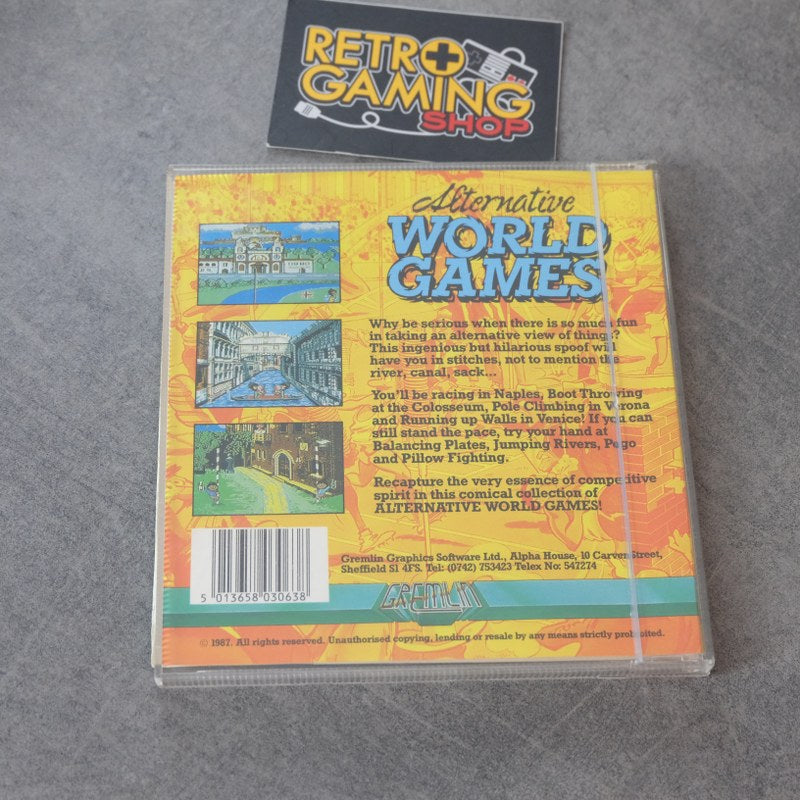 RETRO
GAMING
SHOP
Alternative
WORLD
GAMES
Why be serious when there is so much fun
in taking an alternative view of things?
This ingenious but hilarious spoof will
have you in stitches, not to mention the
river, canal, sack...
You'll be racing in Naples, Boot Throwing
at the Colosseum, Pole Climbing in Verona
and Running up Walls in Venice! If you can
still stand the pace, try your hand at
Balancing Plates, Jumping Rivers, Pogo
and Pillow Fighting.
Recapture the very essence of competitive
spirit in this comical collection of
ALTERNATIVE WORLD GAMES!
Gremlin Graphics Software Ltd., Alpha House, 10 Carver Street,
Sheffield S1 4FS. Tel: (0742) 753423 Telex No: 547274
5 013658 030638
GREMLIN
© 1987. All rights reserved. Unauthorised copying, lending or resale by any means strictly prohibited.